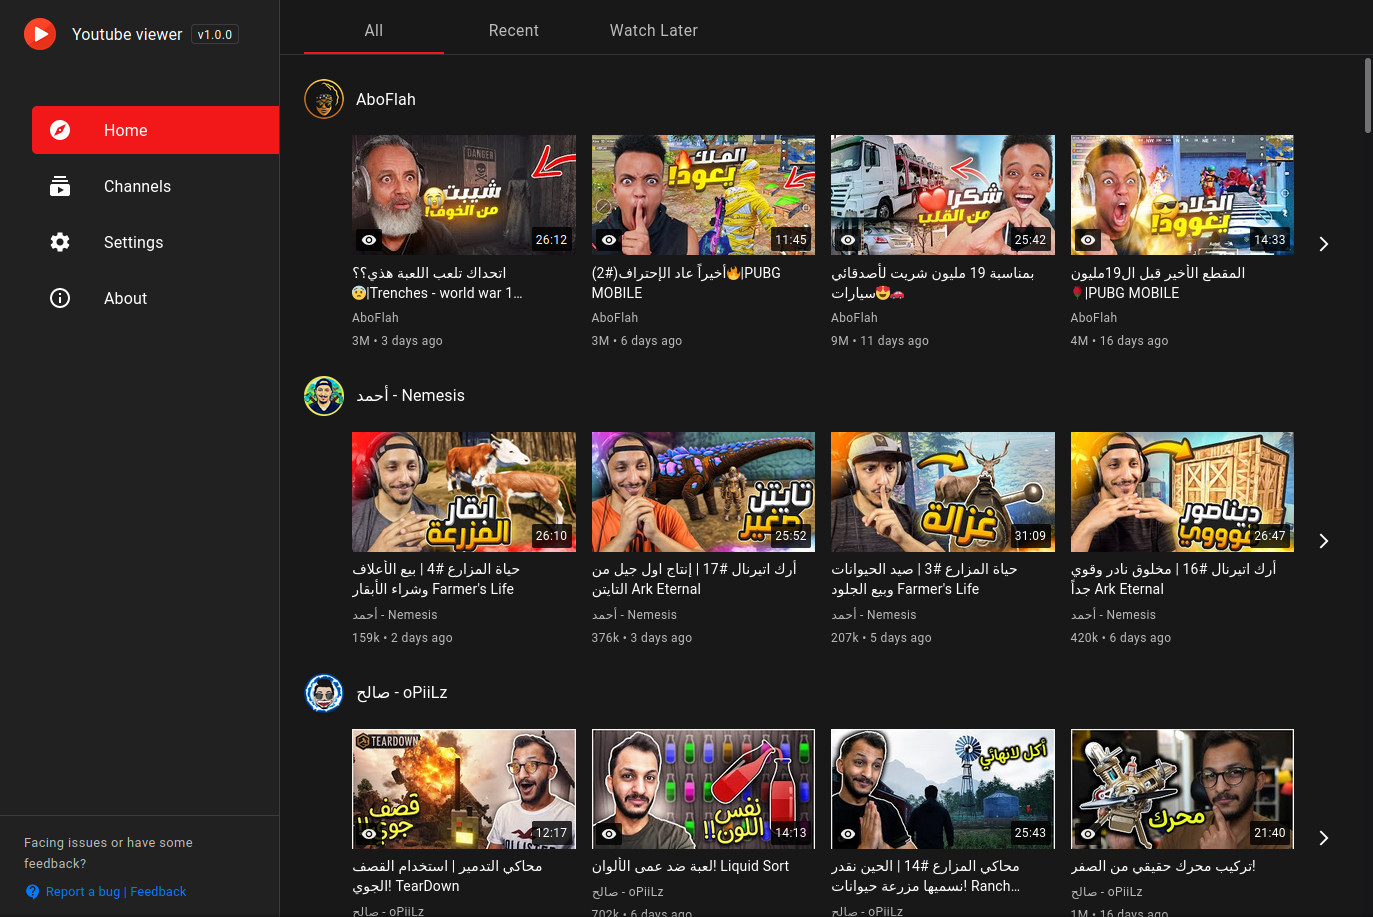 Youtube viewer v1.0.0
Home
Channels
Settings
About
Facing issues or have some
feedback?
Report a bug | Feedback
All Recent Watch Later
AboFlah
DANGER
شيبت
من الخوف!
26:12
اتحداك تلعب اللعبة هذي؟؟
😨|Trenches - world war 1...
AboFlah
3M • 3 days ago
الملك
يعود!
11:45
أخيراً عاد الإحتراف(#2)🔥|PUBG
MOBILE
AboFlah
3M • 6 days ago
شكرا
من القلب
25:42
بمناسبة 19 مليون شريت لأصدقائي
سيارات😍🚗
AboFlah
9M • 11 days ago
الجلاد
يعوود!
14:33
المقطع الأخير قبل ال19مليون
🌹|PUBG MOBILE
AboFlah
4M • 16 days ago
أحمد - Nemesis
ابقار
المزرعة
26:10
حياة المزارع #4 | بيع الأعلاف
وشراء الأبقار Farmer's Life
أحمد - Nemesis
159k • 2 days ago
تايتن
صغير
25:52
أرك اتيرنال #17 | إنتاج اول جيل من
التايتن Ark Eternal
أحمد - Nemesis
376k • 3 days ago
غزالة
31:09
حياة المزارع #3 | صيد الحيوانات
وبيع الجلود Farmer's Life
أحمد - Nemesis
207k • 5 days ago
ديناصور
26:47
أرك اتيرنال #16 | مخلوق نادر وقوي
جداً Ark Eternal
أحمد - Nemesis
420k • 6 days ago
صالح - oPiiLz
TEARDOWN
قصف
جوي!!
12:17
محاكي التدمير | استخدام القصف
الجوي! TearDown
صالح - oPiiLz
نفس
اللون!!
14:13
لعبة ضد عمى الألوان! Liquid Sort
صالح - oPiiLz
702k • 6 days ago
أكل لانهائي
25:43
محاكي المزارع #14 | الحين نقدر
نسميها مزرعة حيوانات! Ranch...
صالح - oPiiLz
محرك
21:40
تركيب محرك حقيقي من الصفر!
صالح - oPiiLz
1M • 16 days ago